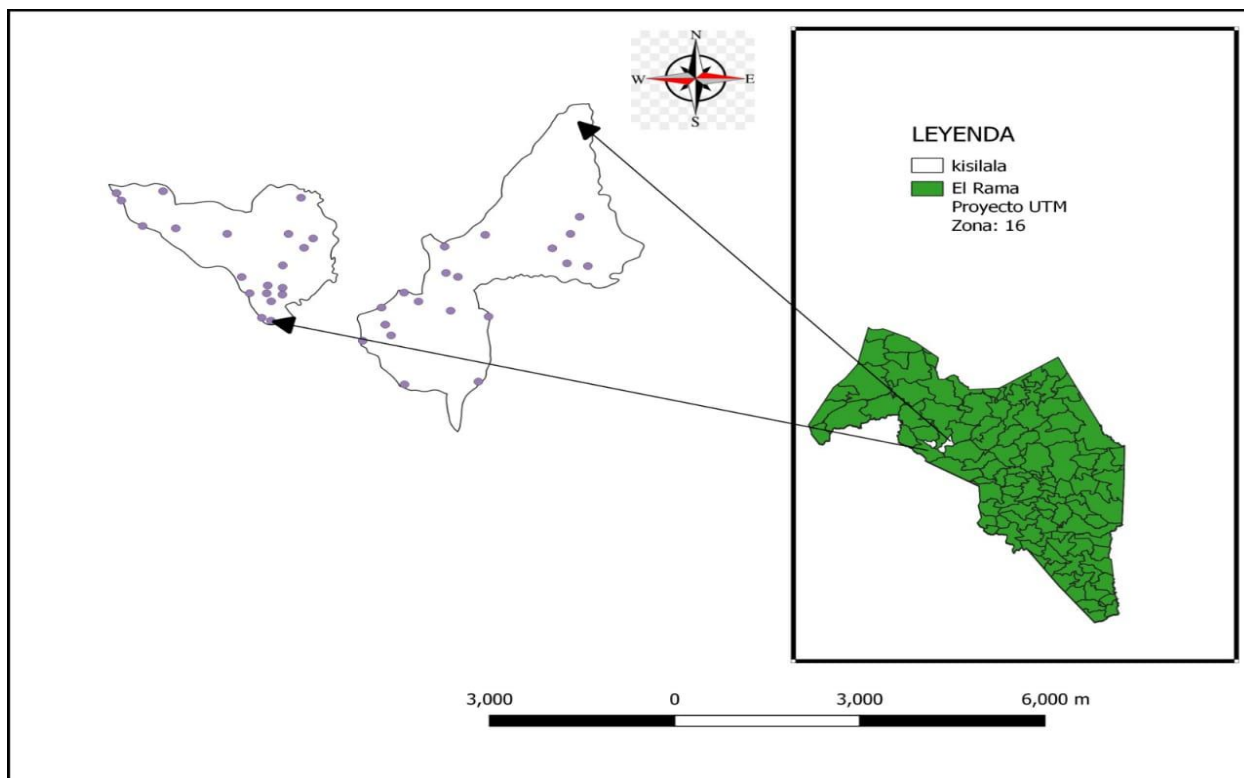 N
W E
S
LEYENDA
kisilala
El Rama
Proyecto UTM
Zona: 16
3,000 0 3,000 6,000 m